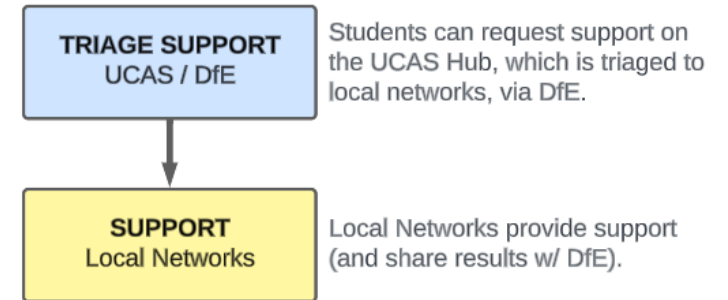 TRIAGE SUPPORT
UCAS / DfE
Students can request support on
the UCAS Hub, which is triaged to
local networks, via DfE.
SUPPORT
Local Networks
Local Networks provide support
(and share results w/ DfE).